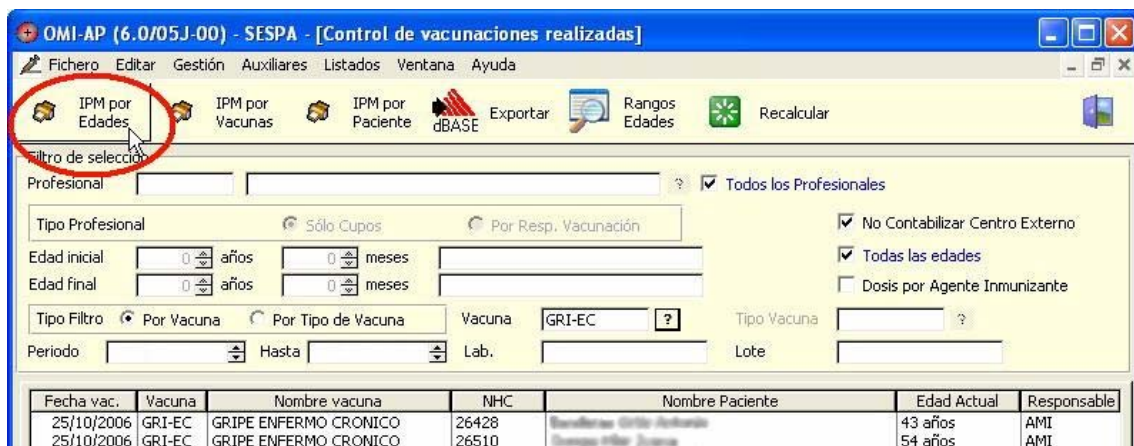 OMI-AP (6.0/05J-00) - SESPA - [Control de vacunaciones realizadas]
Fichero Editar Gestión Auxiliares Listados Ventana Ayuda
IPM por Edades IPM por Vacunas IPM por Paciente dBASE Exportar Rangos Edades Recalcular
Filtro de selección
Profesional ? Todos los Profesionales
Tipo Profesional Sólo Cupos Por Resp. Vacunación No Contabilizar Centro Externo
Edad inicial 0 años 0 meses Todas las edades
Edad final 0 años 0 meses Dosis por Agente Inmunizante
Tipo Filtro Por Vacuna Por Tipo de Vacuna Vacuna GRI-EC ? Tipo Vacuna ?
Periodo Hasta Lab. Lote
Fecha vac. Vacuna Nombre vacuna NHC Nombre Paciente Edad Actual Responsable
25/10/2006 GRI-EC GRIPE ENFERMO CRONICO 26428 43 años AMI
25/10/2006 GRI-EC GRIPE ENFERMO CRONICO 26510 54 años AMI